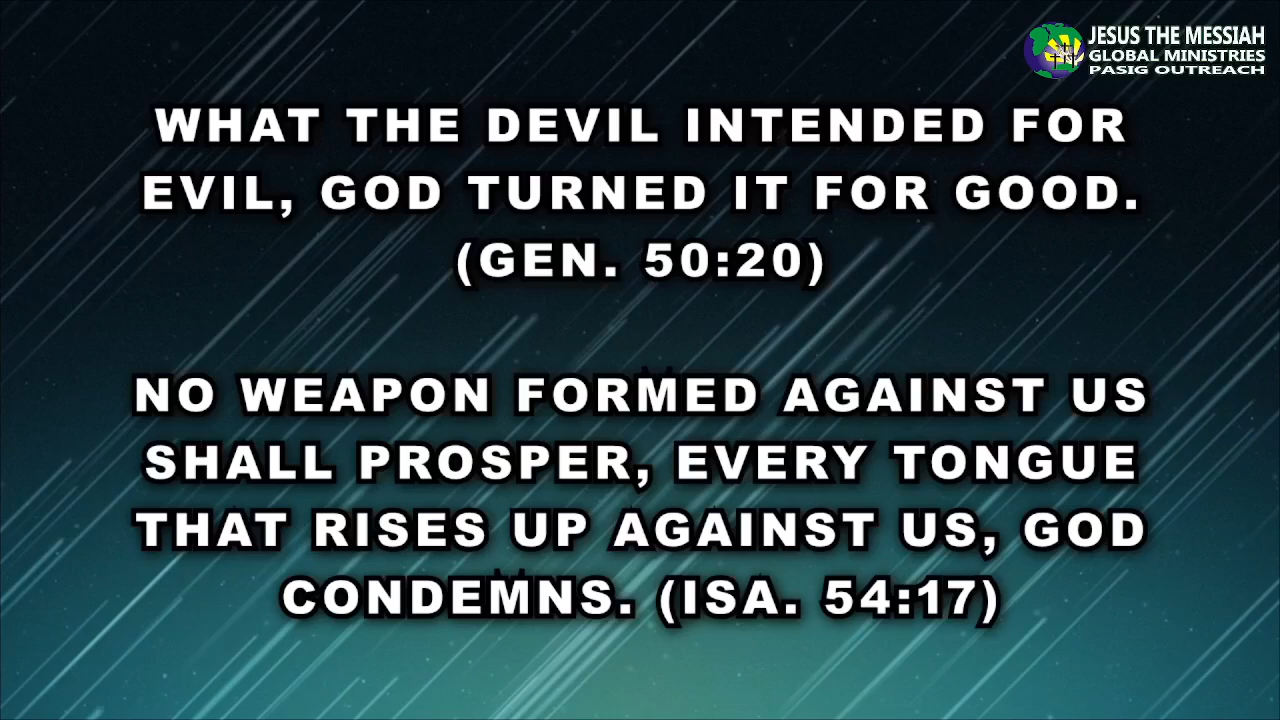 JESUS THE MESSIAH
GLOBAL MINISTRIES
PASIG OUTREACH
WHAT THE DEVIL INTENDED FOR
EVIL, GOD TURNED IT FOR GOOD.
(GEN. 50:20)
NO WEAPON FORMED AGAINST US
SHALL PROSPER, EVERY TONGUE
THAT RISES UP AGAINST US, GOD
CONDEMNS. (ISA. 54:17)